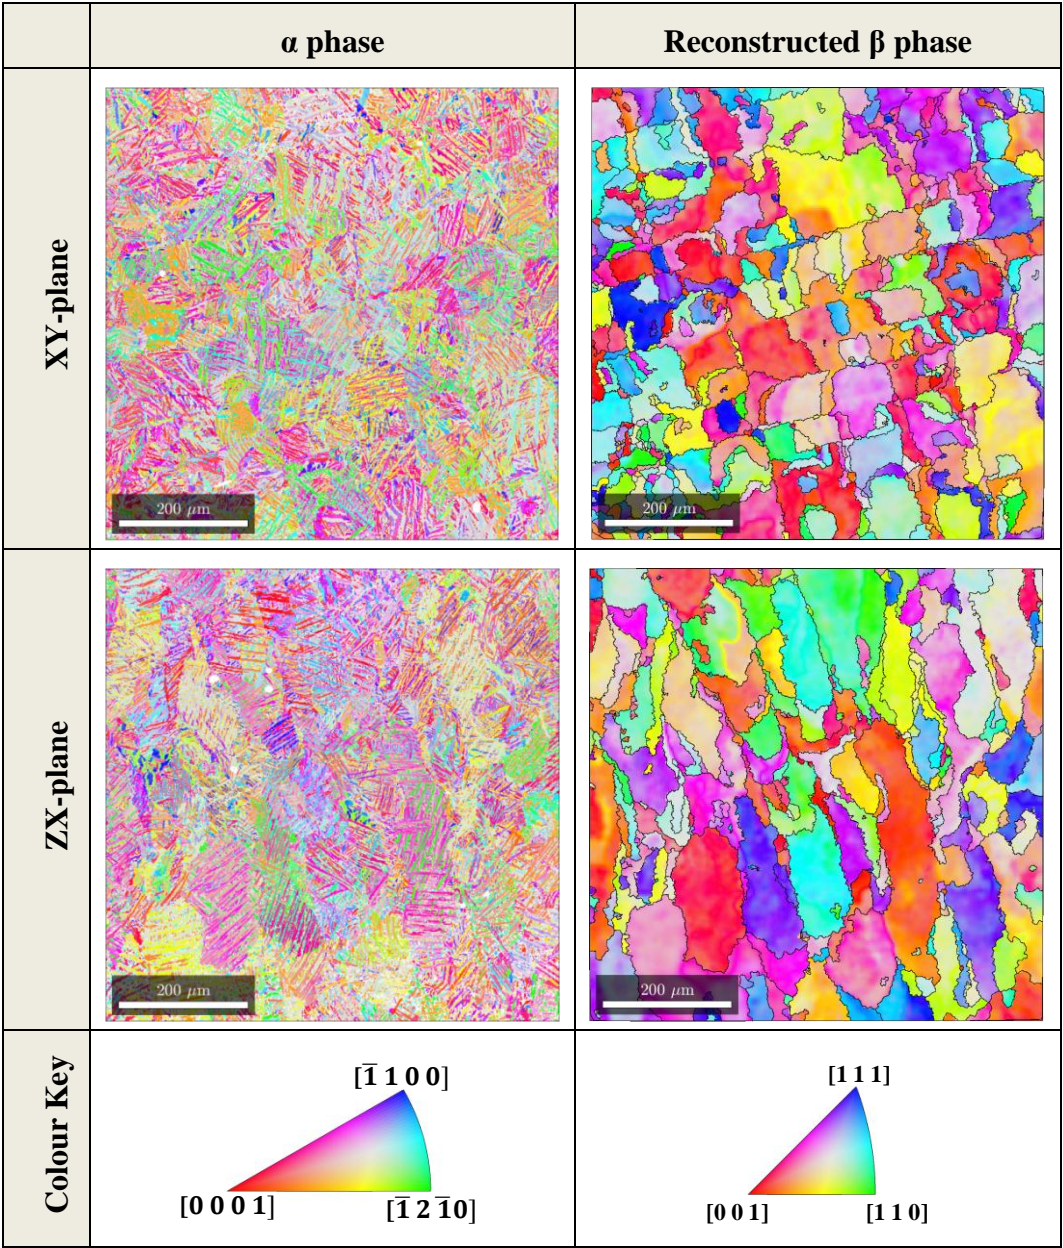 α phase
Reconstructed β phase
XY-plane
200 μm
200 μm
ZX-plane
200 μm
200 μm
Colour Key
[1̅ 1 0 0]
[0 0 0 1]
[1̅ 2 1̅0]
[1 1 1]
[0 0 1]
[1 1 0]